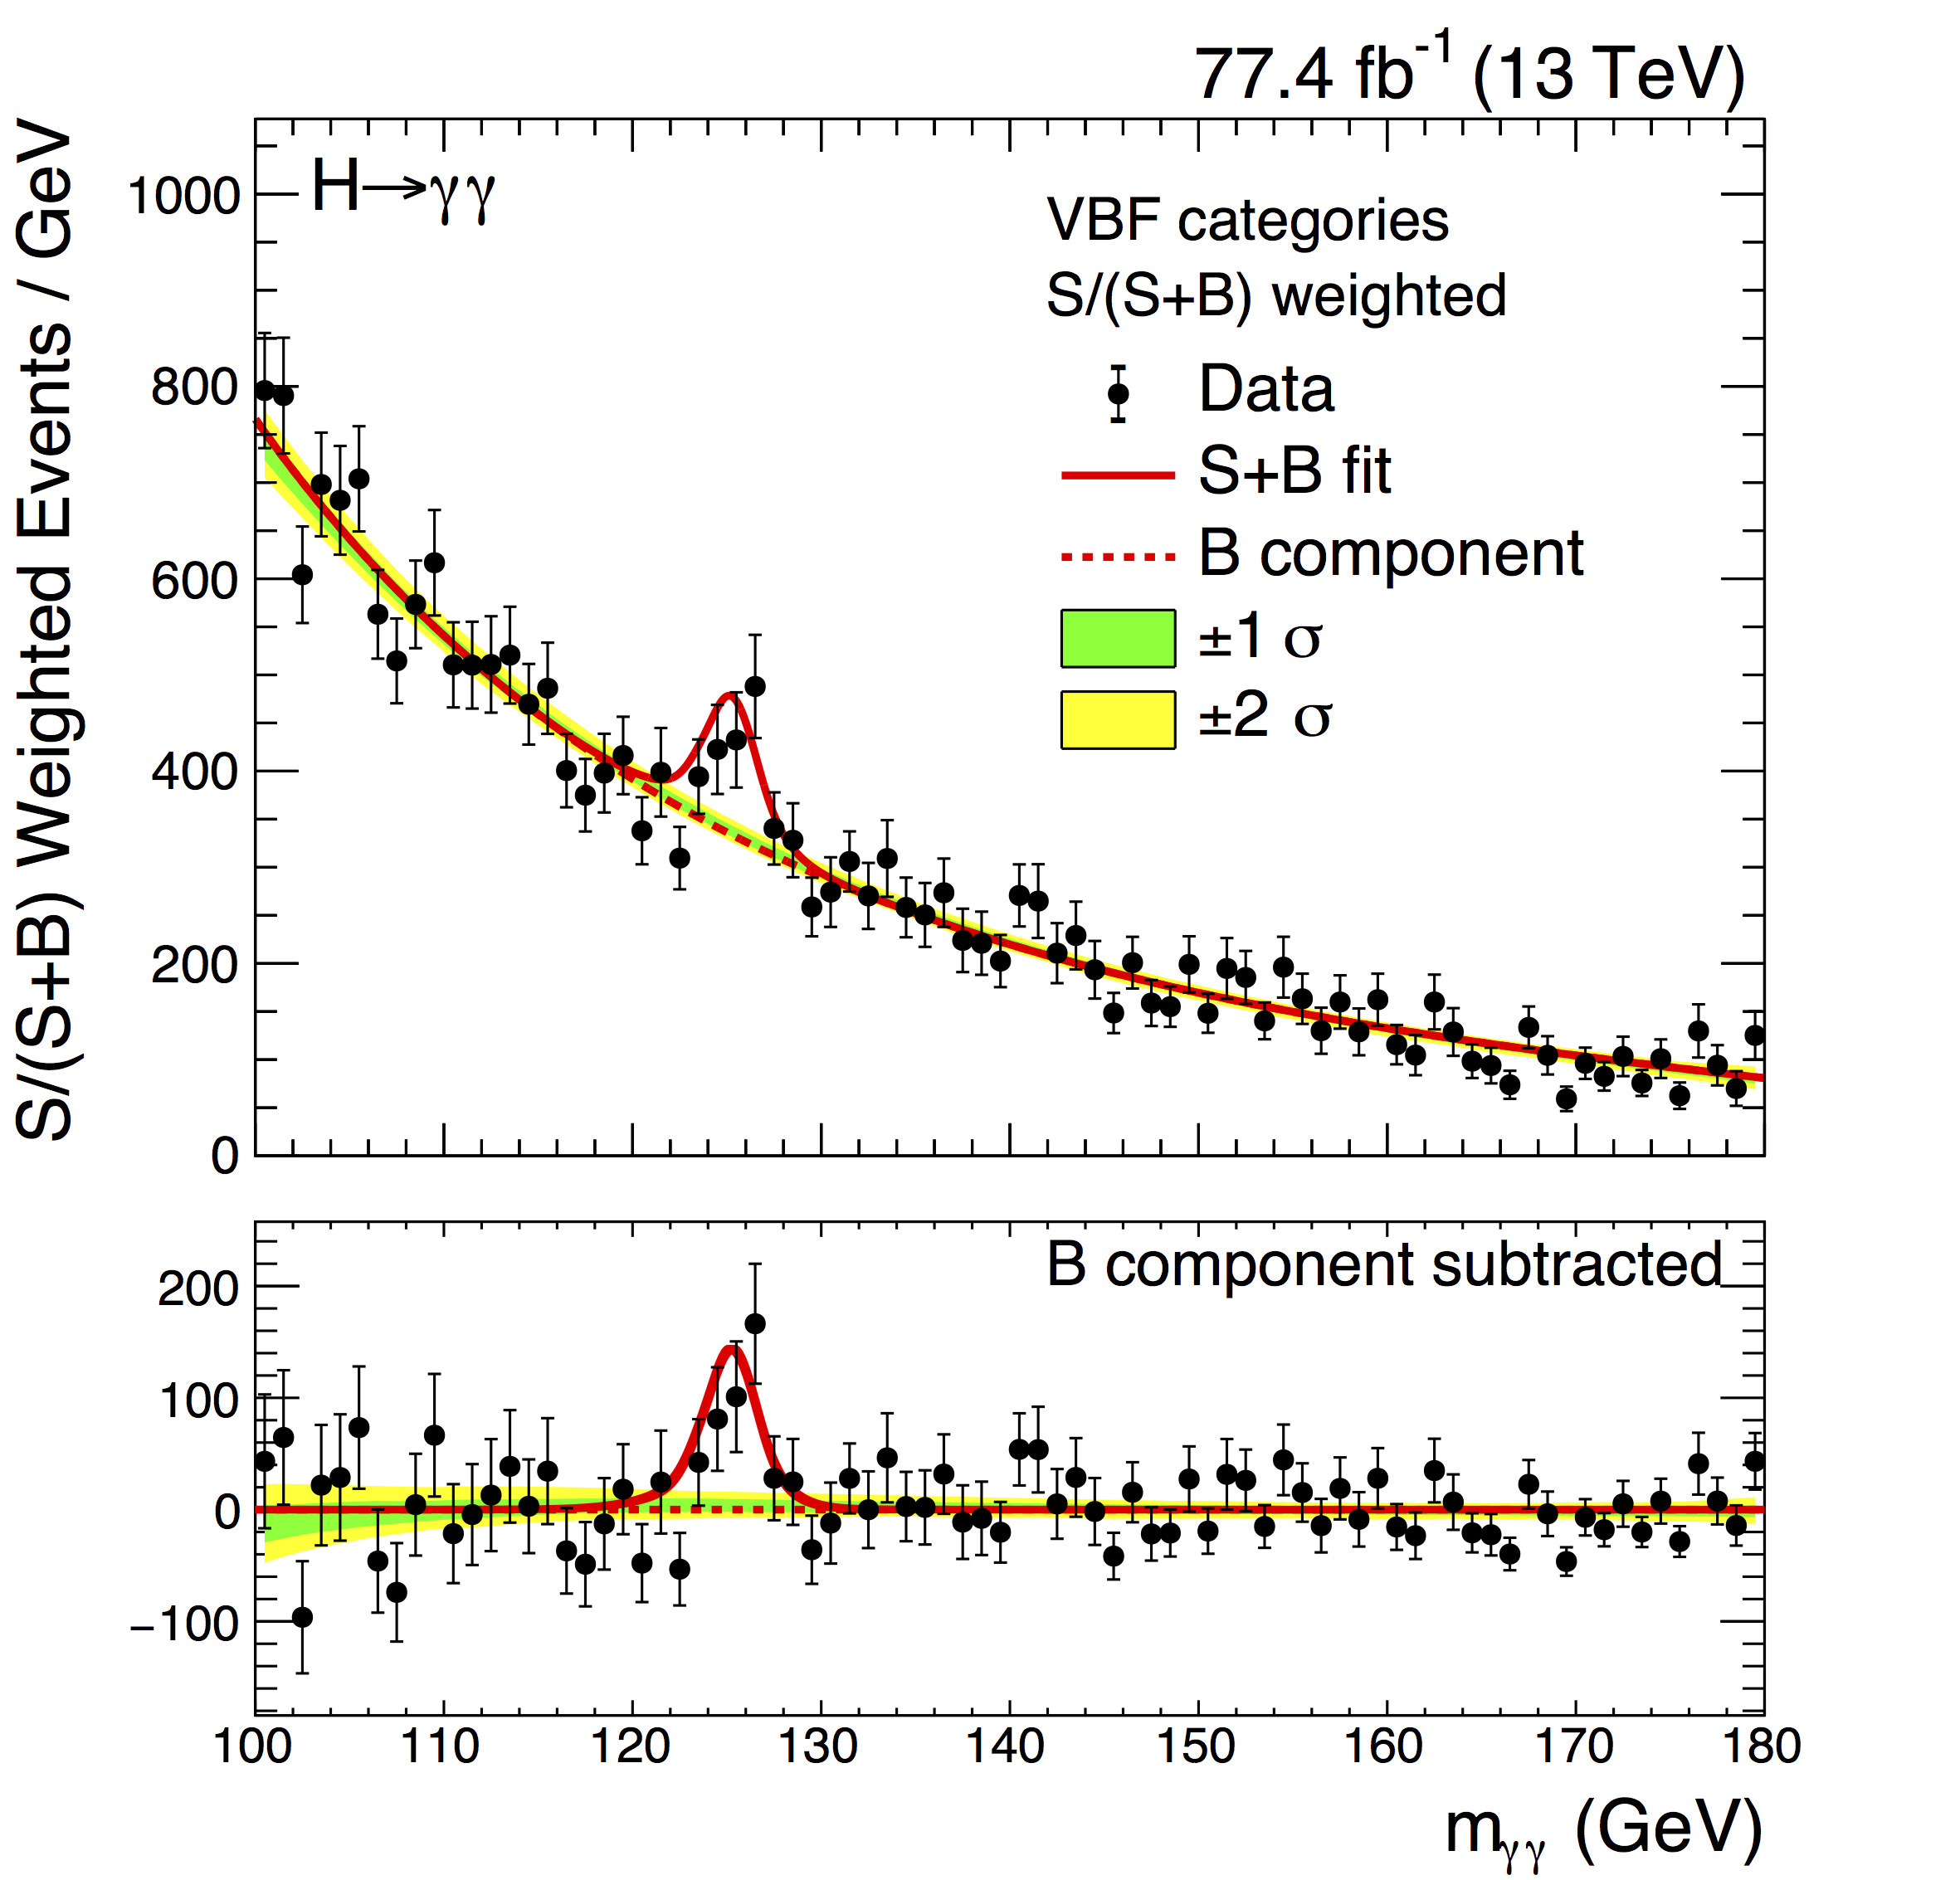 77.4 fb-1 (13 TeV)
H→γγ
VBF categories
S/(S+B) weighted
Data
S+B fit
B component
±1 σ
±2 σ
S/(S+B) Weighted Events / GeV
1000
800
600
400
200
0
B component subtracted
200
100
0
−100
100 110 120 130 140 150 160 170 180
mγγ (GeV)